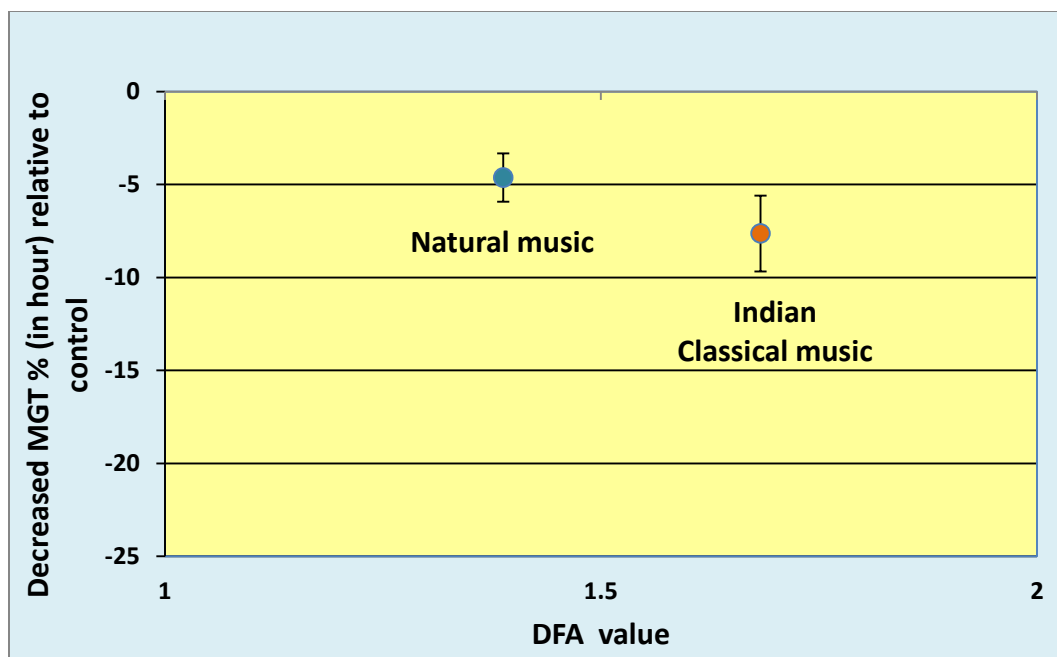 Decreased MGT % (in hour) relative to
control
0
-5
-10
-15
-20
-25
Natural music
Indian
Classical music
1
1.5
2
DFA value